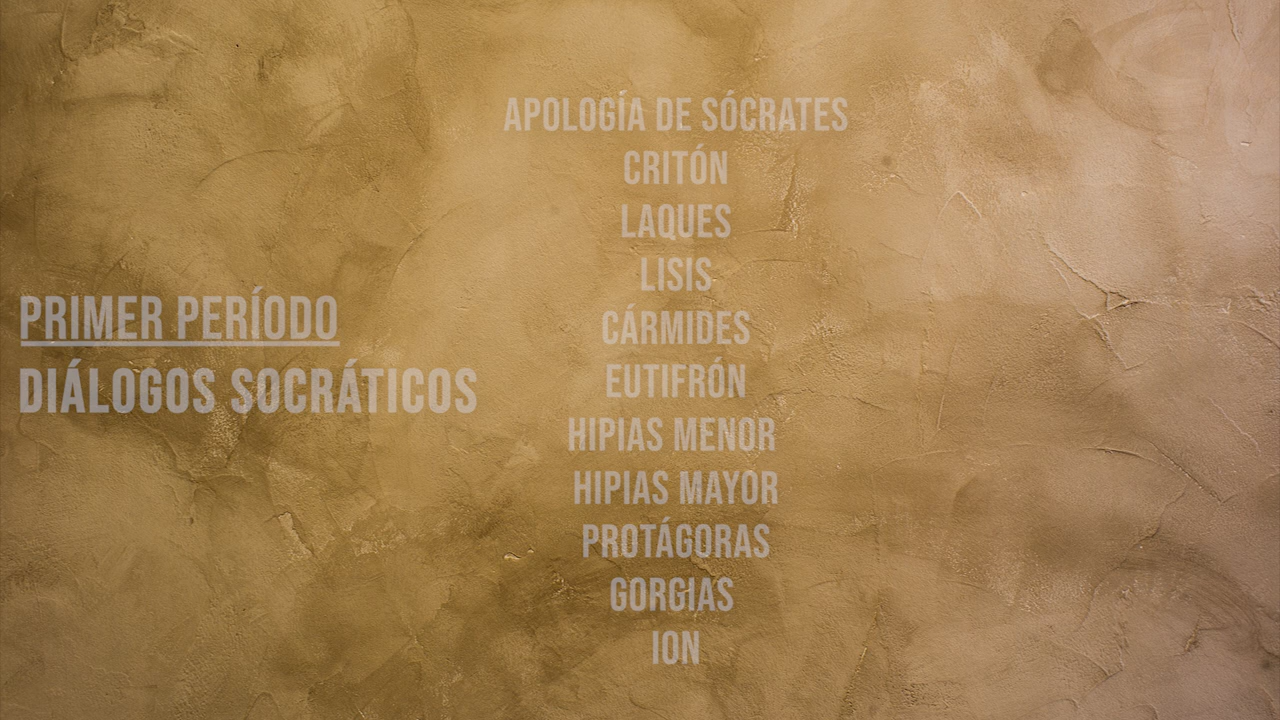 PRIMER PERÍODO
DIÁLOGOS SOCRÁTICOS
APOLOGÍA DE SÓCRATES
CRITÓN
LAQUES
LISIS
CÁRMIDES
EUTIFRÓN
HIPIAS MENOR
HIPIAS MAYOR
PROTÁGORAS
GORGIAS
ION